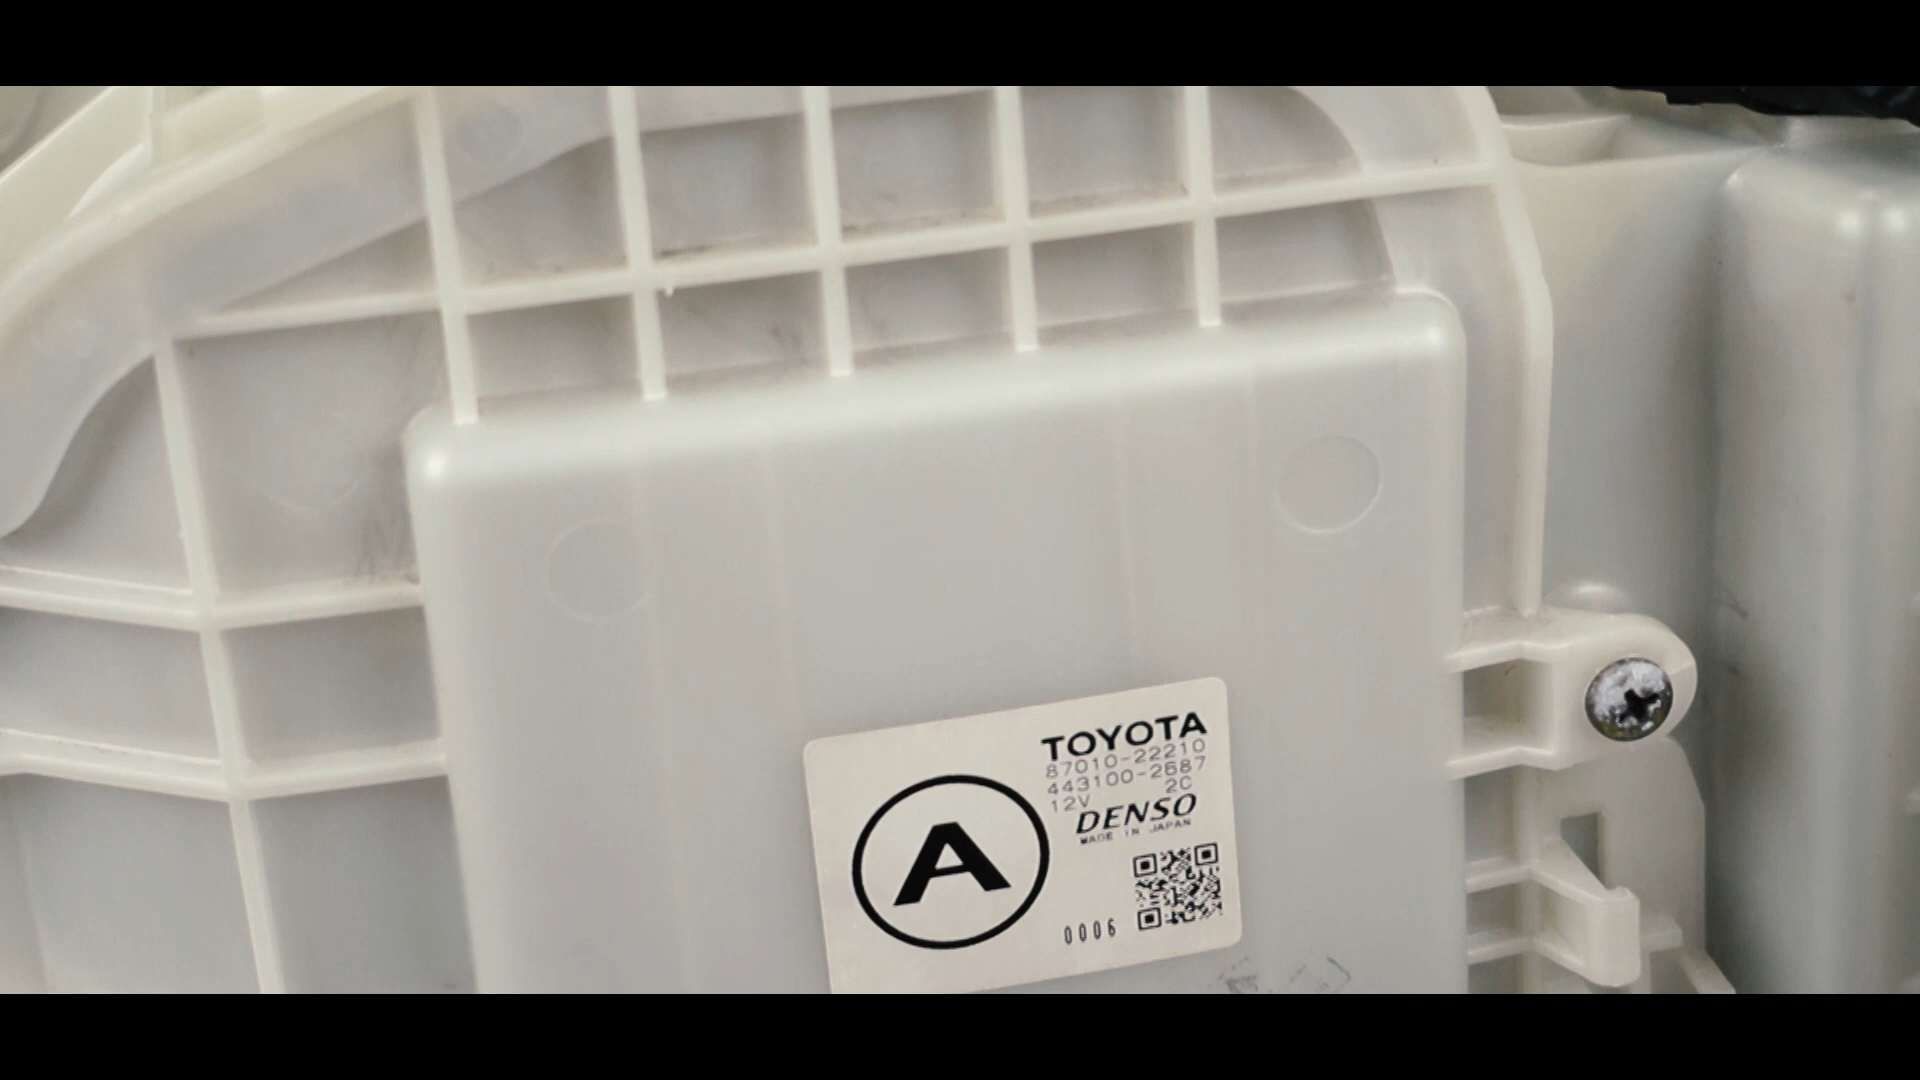 A
TOYOTA
87010-22210
443100-2687
12V 2C
DENSO
MADE IN JAPAN
0006